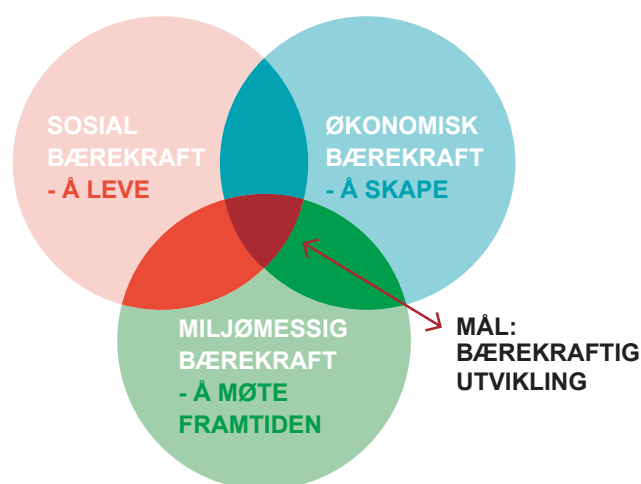 SOSIAL
BÆREKRAFT
- Å LEVE
ØKONOMISK
BÆREKRAFT
- Å SKAPE
MILJØMESSIG
BÆREKRAFT
- Å MØTE
FRAMTIDEN
MÅL:
BÆREKRAFTIG
UTVIKLING